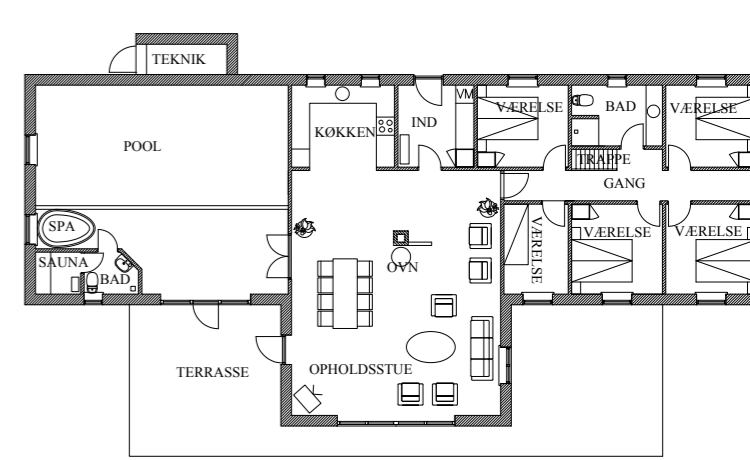 TEKNIK
VM
VÆRELSE
BAD
VÆRELSE
IND
KØKKEN
POOL
TRAPPE
GANG
SPA
VÆRELSE
VÆRELSE
VÆRELSE
SAUNA
OVN
BAD
OPHOLDSSTUE
TERRASSE